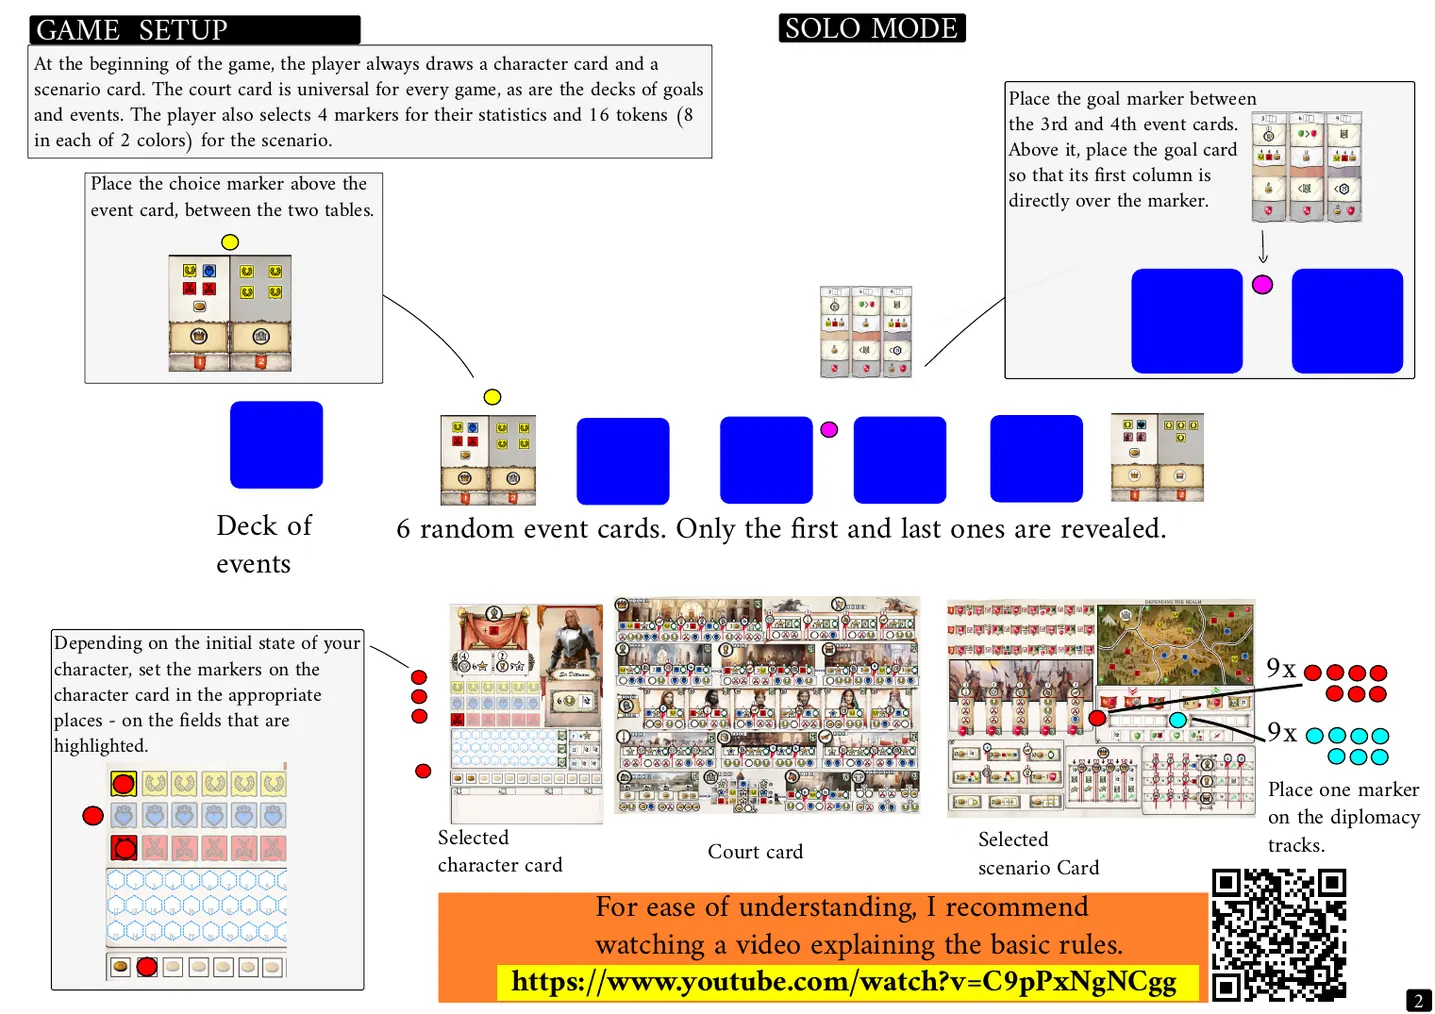 GAME SETUP
SOLO MODE
At the beginning of the game, the player always draws a character card and a
scenario card. The court card is universal for every game, as are the decks of goals
and events. The player also selects 4 markers for their statistics and 16 tokens (8
in each of 2 colors) for the scenario.
Place the choice marker above the
event card, between the two tables.
1
2
Place the goal marker between
the 3rd and 4th event cards.
Above it, place the goal card
so that its first column is
directly over the marker.
Deck of
events
6 random event cards. Only the first and last ones are revealed.
Depending on the initial state of your
character, set the markers on the
character card in the appropriate
places - on the fields that are
highlighted.
Selected
character card
Court card
DEFENDING THE REALM
Selected
scenario Card
9x
9x
Place one marker
on the diplomacy
tracks.
For ease of understanding, I recommend
watching a video explaining the basic rules.
https://www.youtube.com/watch?v=C9pPxNgNCgg
2